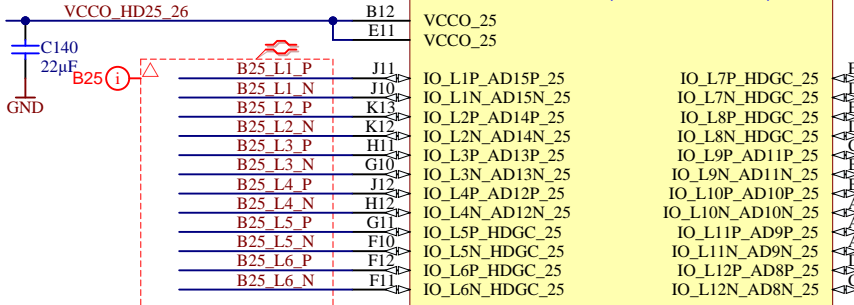 VCCO_HD25_26 B12 VCCO_25
E11 VCCO_25
C140
22µF
GND
B25 i
B25_L1_P J11 IO_L1P_AD15P_25 IO_L7P_HDGC_25
B25_L1_N J10 IO_L1N_AD15N_25 IO_L7N_HDGC_25
B25_L2_P K13 IO_L2P_AD14P_25 IO_L8P_HDGC_25
B25_L2_N K12 IO_L2N_AD14N_25 IO_L8N_HDGC_25
B25_L3_P H11 IO_L3P_AD13P_25 IO_L9P_AD11P_25
B25_L3_N G10 IO_L3N_AD13N_25 IO_L9N_AD11N_25
B25_L4_P J12 IO_L4P_AD12P_25 IO_L10P_AD10P_25
B25_L4_N H12 IO_L4N_AD12N_25 IO_L10N_AD10N_25
B25_L5_P G11 IO_L5P_HDGC_25 IO_L11P_AD9P_25
B25_L5_N F10 IO_L5N_HDGC_25 IO_L11N_AD9N_25
B25_L6_P F12 IO_L6P_HDGC_25 IO_L12P_AD8P_25
B25_L6_N F11 IO_L6N_HDGC_25 IO_L12N_AD8N_25